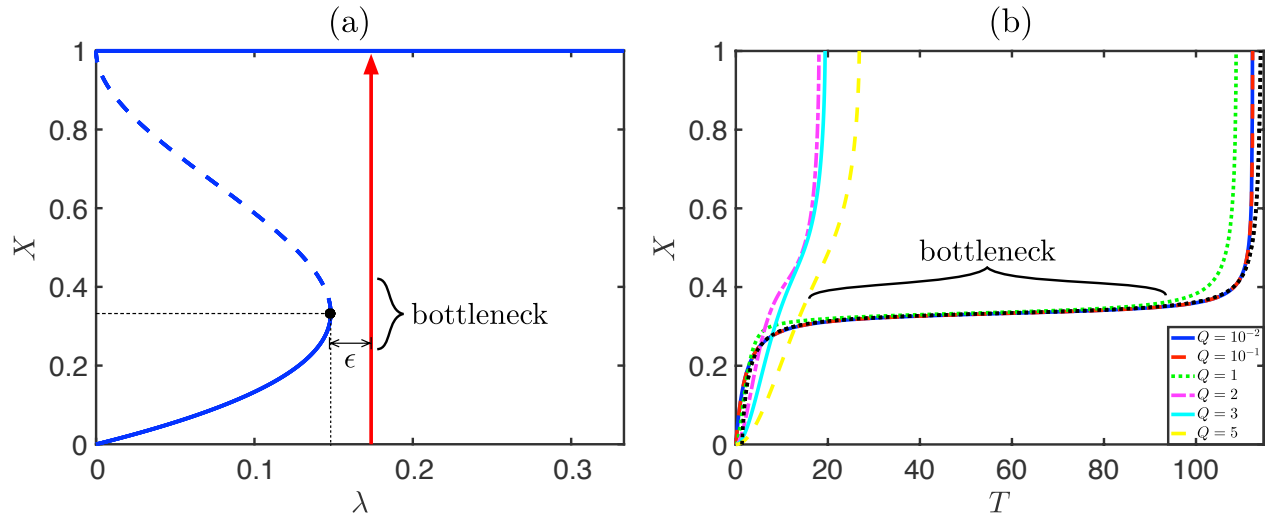 (a)
1
0.8
0.6
0.4
0.2
0
X
bottleneck
ϵ
0
0.1
0.2
0.3
λ
(b)
1
0.8
0.6
0.4
0.2
0
X
bottleneck
Q = 10⁻²
Q = 10⁻¹
Q = 1
Q = 2
Q = 3
Q = 5
0
20
40
60
80
100
T